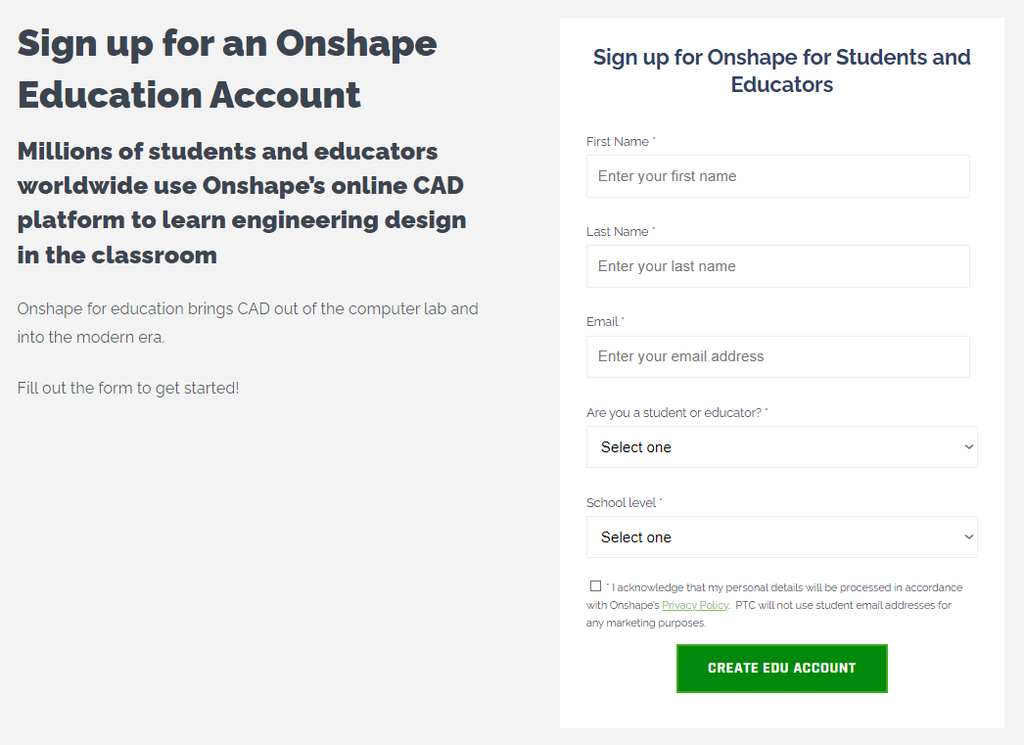 Sign up for an Onshape
Education Account
Millions of students and educators
worldwide use Onshape’s online CAD
platform to learn engineering design
in the classroom
Onshape for education brings CAD out of the computer lab and
into the modern era.
Fill out the form to get started!
Sign up for Onshape for Students and
Educators
First Name *
Enter your first name
Last Name *
Enter your last name
Email *
Enter your email address
Are you a student or educator? *
Select one
School level *
Select one
* I acknowledge that my personal details will be processed in accordance
with Onshape's Privacy Policy. PTC will not use student email addresses for
any marketing purposes.
CREATE EDU ACCOUNT